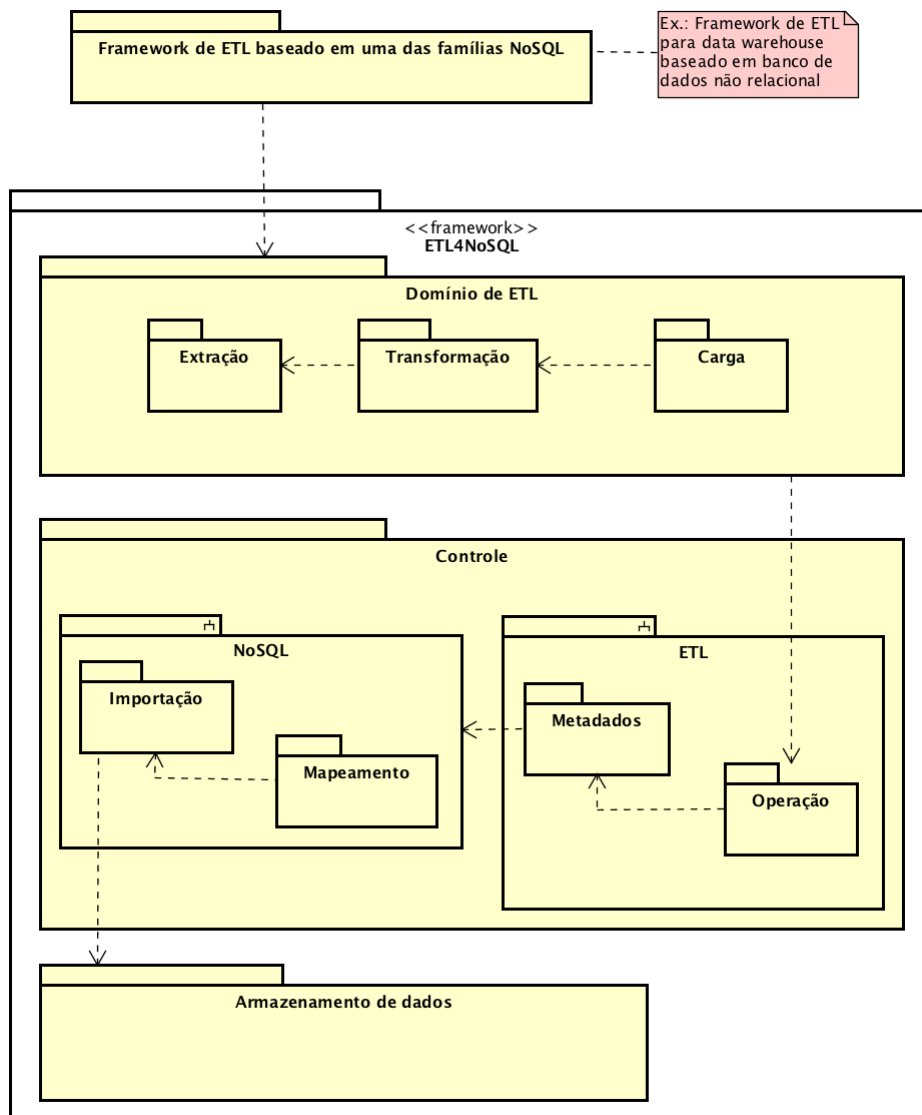 Framework de ETL baseado em uma das famílias NoSQL
Ex.: Framework de ETL
para data warehouse
baseado em banco de
dados não relacional
<<framework>>
ETL4NoSQL
Domínio de ETL
Extração
Transformação
Carga
Controle
NoSQL
ETL
Importação
Metadados
Mapeamento
Operação
Armazenamento de dados